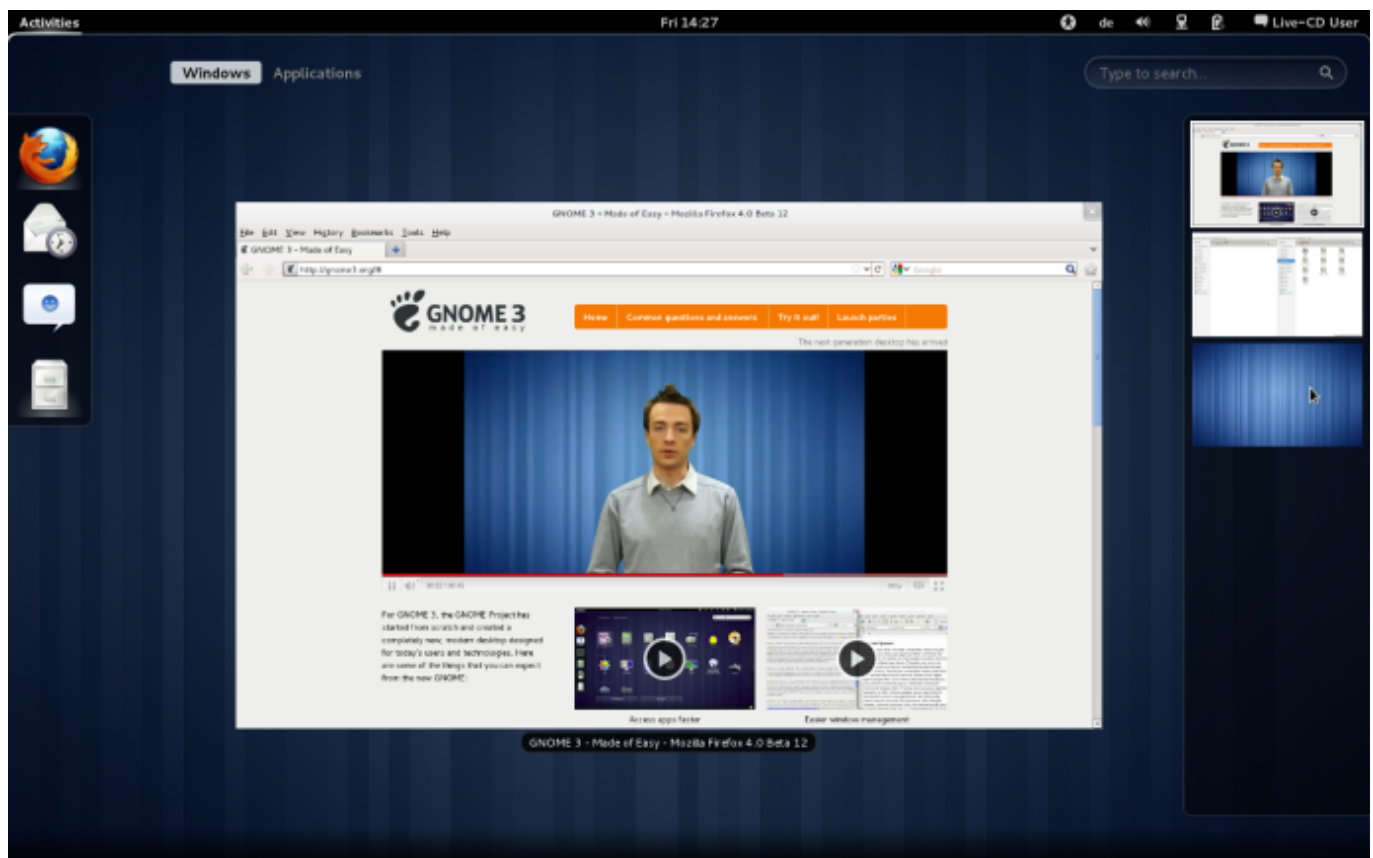 Activities
Fri 14:27
de
Live-CD User
Windows
Applications
Type to search...
GNOME 3 - Made of Easy - Mozilla Firefox 4.0 Beta 12
File Edit View History Bookmarks Tools Help
GNOME 3 - Made of Easy
http://gnome3.org/#
Google
GNOME 3
made of easy
Home
Common questions and answers
Try it out!
Launch parties
The next generation desktop has arrived
For GNOME 3, the GNOME Project has
started from scratch and created a
completely new, modern desktop designed
for today's users and technologies. Here
are some of the things that you can expect
from the new GNOME:
Access apps faster
Easier window management
GNOME 3 - Made of Easy - Mozilla Firefox 4.0 Beta 12